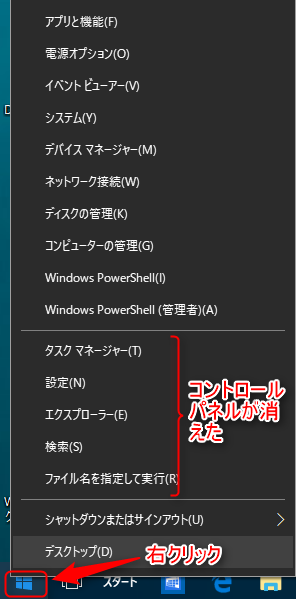 アプリと機能(F)
電源オプション(O)
イベント ビューアー(V)
システム(Y)
デバイス マネージャー(M)
ネットワーク接続(W)
ディスクの管理(K)
コンピューターの管理(G)
Windows PowerShell(I)
Windows PowerShell (管理者)(A)
タスク マネージャー(T)
設定(N)
エクスプローラー(E)
検索(S)
ファイル名を指定して実行(R)
コントロール
パネルが消
えた
シャットダウンまたはサインアウト(U)
デスクトップ(D)
右クリック
スタート